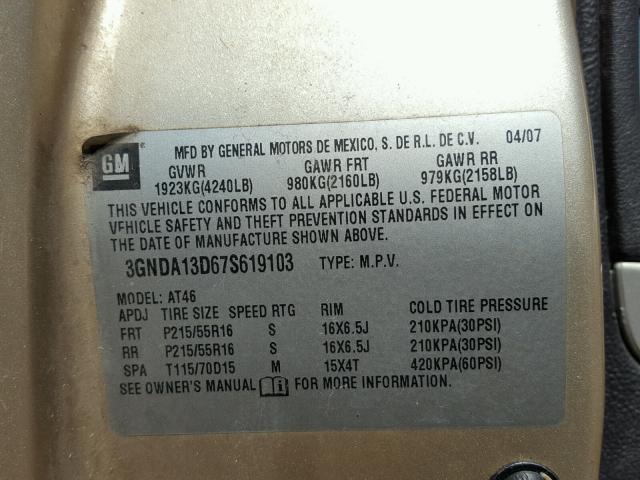 GM
MFD BY GENERAL MOTORS DE MEXICO, S. DE R.L. DE C.V. 04/07
GVWR GAWR FRT GAWR RR
1923KG(4240LB) 980KG(2160LB) 979KG(2158LB)
THIS VEHICLE CONFORMS TO ALL APPLICABLE U.S. FEDERAL MOTOR
VEHICLE SAFETY AND THEFT PREVENTION STANDARDS IN EFFECT ON
THE DATE OF MANUFACTURE SHOWN ABOVE.
3GNDA13D67S619103 TYPE: M.P.V.
MODEL: AT46
APDJ TIRE SIZE SPEED RTG RIM COLD TIRE PRESSURE
FRT P215/55R16 S 16X6.5J 210KPA(30PSI)
RR P215/55R16 S 16X6.5J 210KPA(30PSI)
SPA T115/70D15 M 15X4T 420KPA(60PSI)
SEE OWNER'S MANUAL FOR MORE INFORMATION.